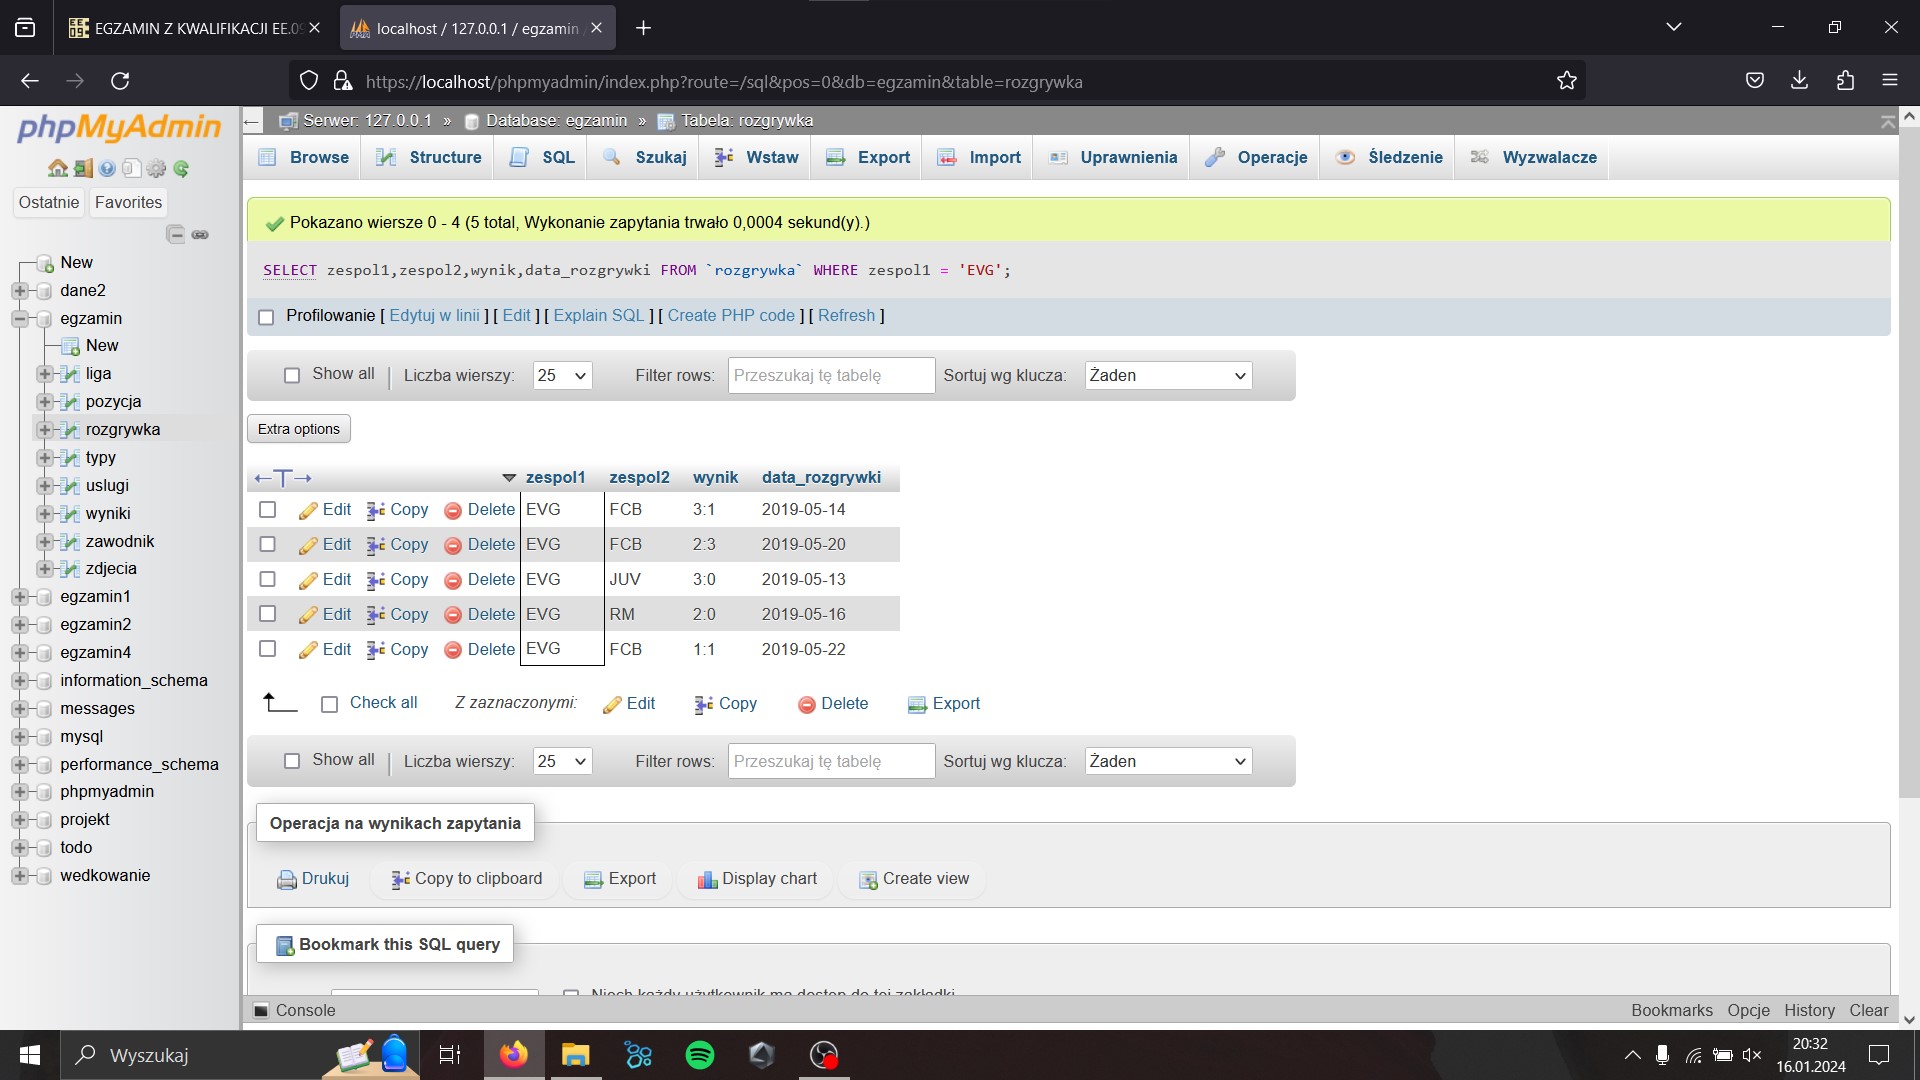 EGZAMIN Z KWALIFIKACJI EE.09
localhost / 127.0.0.1 / egzamin /
https://localhost/phpmyadmin/index.php?route=/sql&pos=0&db=egzamin&table=rozgrywka
phpMyAdmin
Ostatnie Favorites
New
dane2
egzamin
New
liga
pozycja
rozgrywka
typy
uslugi
wyniki
zawodnik
zdjecia
egzamin1
egzamin2
egzamin4
information_schema
messages
mysql
performance_schema
phpmyadmin
projekt
todo
wedkowanie
Serwer: 127.0.0.1 » Database: egzamin » Tabela: rozgrywka
Browse Structure SQL Szukaj Wstaw Export Import Uprawnienia Operacje Śledzenie Wyzwalacze
Pokazano wiersze 0 - 4 (5 total, Wykonanie zapytania trwało 0,0004 sekund(y).)
SELECT zespol1,zespol2,wynik,data_rozgrywki FROM `rozgrywka` WHERE zespol1 = 'EVG';
Profilowanie [ Edytuj w linii ] [ Edit ] [ Explain SQL ] [ Create PHP code ] [ Refresh ]
Show all Liczba wierszy: 25 Filter rows: Przeszukaj tę tabelę Sortuj wg klucza: Żaden
Extra options
←T→ zespol1 zespol2 wynik data_rozgrywki
Edit Copy Delete EVG FCB 3:1 2019-05-14
Edit Copy Delete EVG FCB 2:3 2019-05-20
Edit Copy Delete EVG JUV 3:0 2019-05-13
Edit Copy Delete EVG RM 2:0 2019-05-16
Edit Copy Delete EVG FCB 1:1 2019-05-22
Check all Z zaznaczonymi: Edit Copy Delete Export
Show all Liczba wierszy: 25 Filter rows: Przeszukaj tę tabelę Sortuj wg klucza: Żaden
Operacja na wynikach zapytania
Drukuj Copy to clipboard Export Display chart Create view
Bookmark this SQL query
Niech każdy użytkownik ma dostęp do tej zakładki
Console Bookmarks Opcje History Clear
Wyszukaj
20:32
16.01.2024